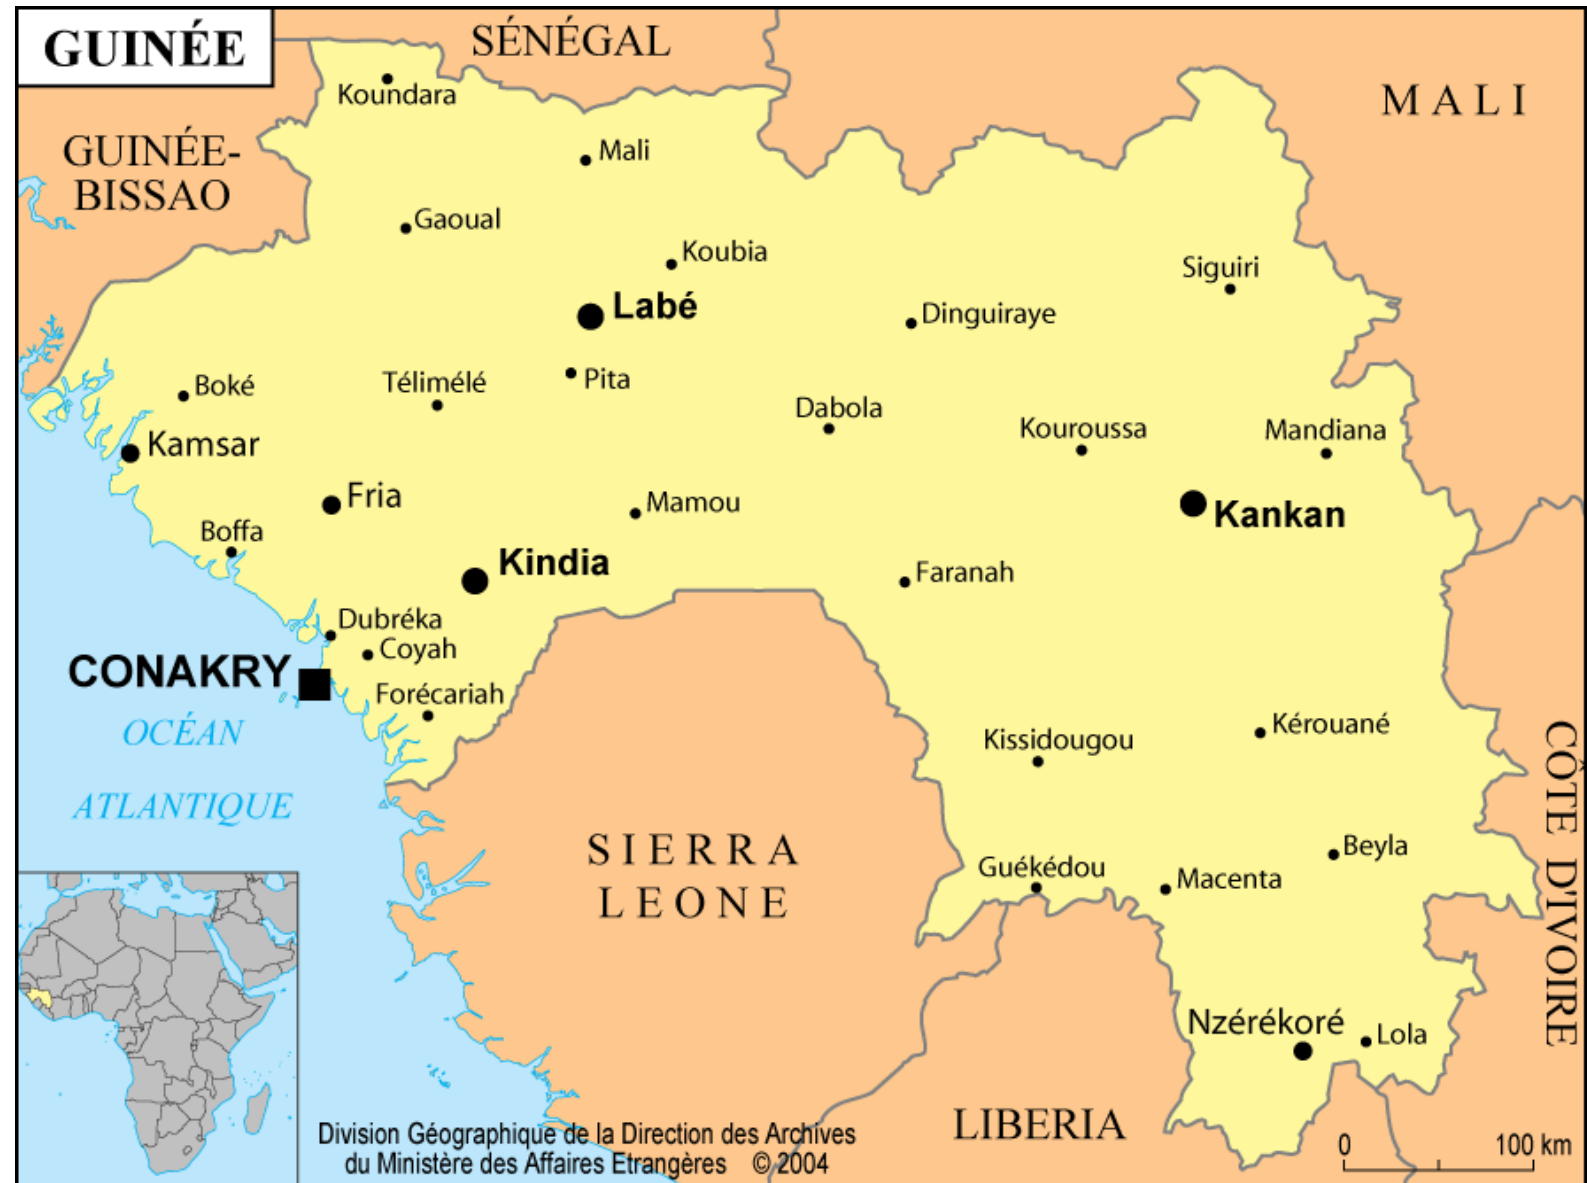 GUINÉE
SÉNÉGAL
MALI
GUINÉE-
BISSAO
Koundara
Mali
Gaoual
Koubia
Siguiri
Labé
Dinguiraye
Boké
Télimélé
Pita
Dabola
Kouroussa
Mandiana
Kamsar
Fria
Mamou
Kankan
Boffa
Kindia
Faranah
Dubréka
Coyah
CONAKRY
Forécariah
OCÉAN
ATLANTIQUE
Kissidougou
Kérouané
CÔTE D'IVOIRE
SIERRA
LEONE
Guékédou
Macenta
Beyla
Nzérékoré
Lola
LIBERIA
Division Géographique de la Direction des Archives
du Ministère des Affaires Etrangères © 2004
0 100 km